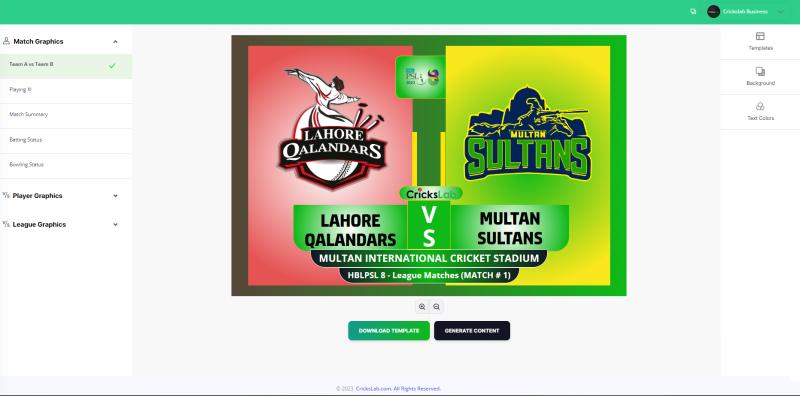 Crickslab Business
Match Graphics
Team A vs Team B
Playing XI
Match Summary
Batting Status
Bowling Status
Player Graphics
League Graphics
PSL
2023
LAHORE
QALANDARS
MULTAN
SULTANS
CricksLab
LAHORE
QALANDARS
V
S
MULTAN
SULTANS
MULTAN INTERNATIONAL CRICKET STADIUM
HBLPSL 8 - League Matches (MATCH # 1)
DOWNLOAD TEMPLATE
GENERATE CONTENT
Templates
Background
Text Colors
© 2023 CricksLab.com. All Rights Reserved.